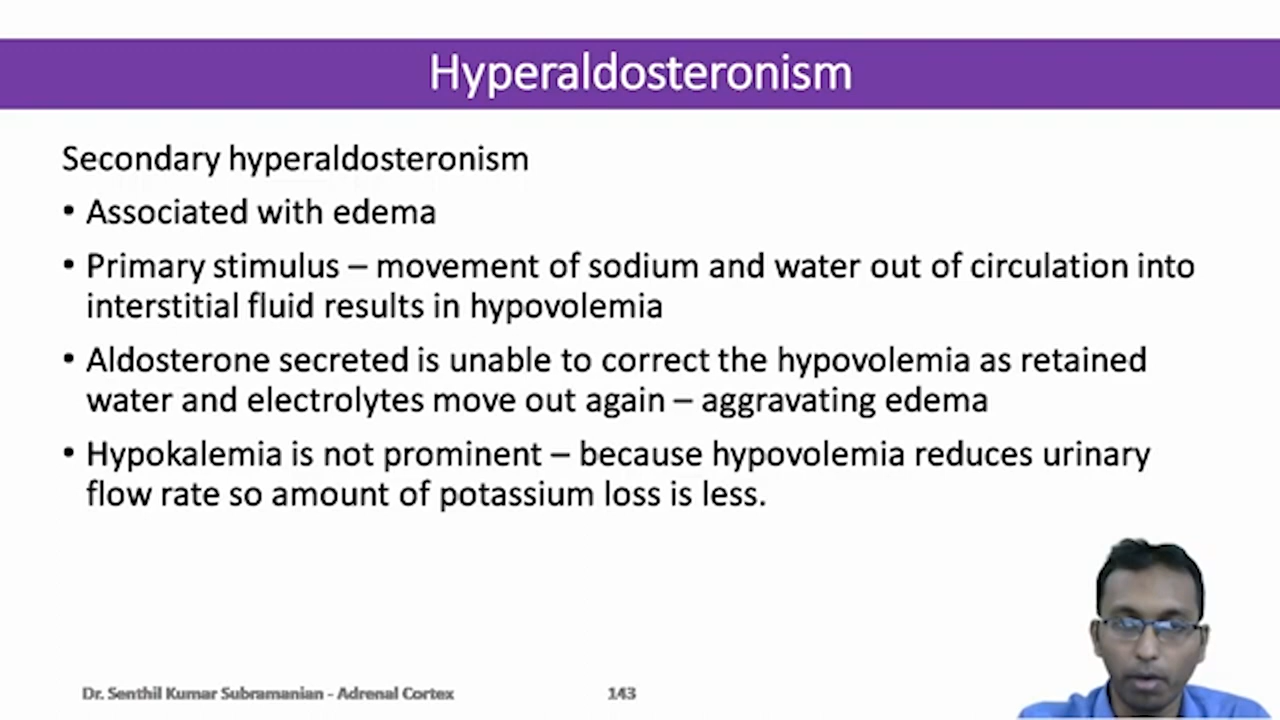 Hyperaldosteronism
Secondary hyperaldosteronism
• Associated with edema
• Primary stimulus – movement of sodium and water out of circulation into
interstitial fluid results in hypovolemia
• Aldosterone secreted is unable to correct the hypovolemia as retained
water and electrolytes move out again – aggravating edema
• Hypokalemia is not prominent – because hypovolemia reduces urinary
flow rate so amount of potassium loss is less.
Dr. Senthil Kumar Subramanian - Adrenal Cortex 143